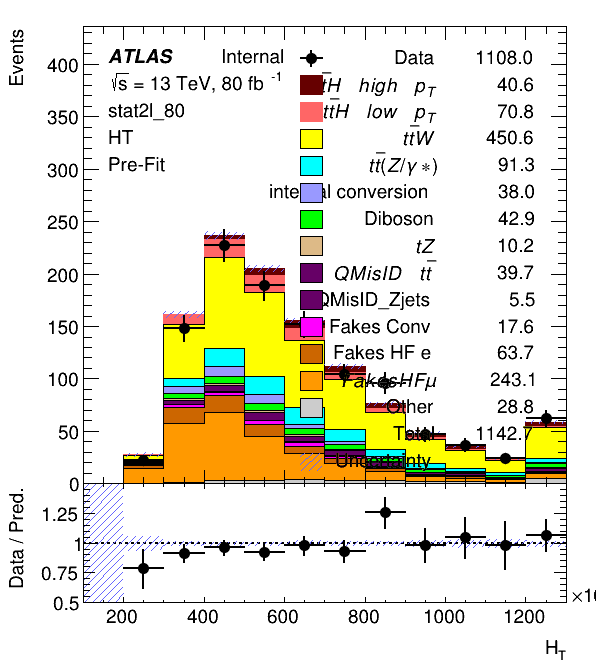 Events
ATLAS Internal
√s = 13 TeV, 80 fb -1
stat2l_80
HT
Pre-Fit
Data 1108.0
tt̄H high pT 40.6
tt̄H low pT 70.8
tt̄W 450.6
tt̄(Z/γ*) 91.3
internal conversion 38.0
Diboson 42.9
tZ 10.2
QMisID tt̄ 39.7
QMisID_Zjets 5.5
Fakes Conv 17.6
Fakes HF e 63.7
FakesHFμ 243.1
Other 28.8
Total 1142.7
Uncertainty
400
350
300
250
200
150
100
50
0
Data / Pred.
1.25
1
0.75
0.5
200 400 600 800 1000 1200
HT